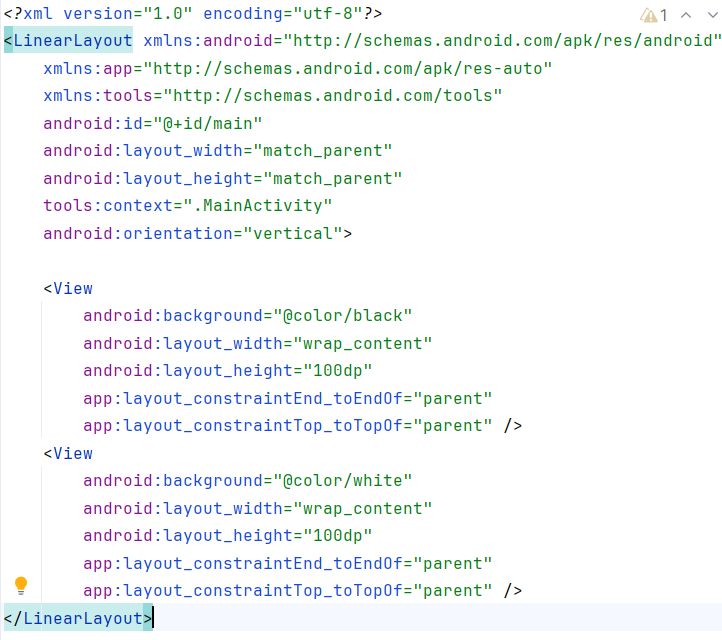 <?xml version="1.0" encoding="utf-8"?>
1
<LinearLayout xmlns:android="http://schemas.android.com/apk/res/android"
    xmlns:app="http://schemas.android.com/apk/res-auto"
    xmlns:tools="http://schemas.android.com/tools"
    android:id="@+id/main"
    android:layout_width="match_parent"
    android:layout_height="match_parent"
    tools:context=".MainActivity"
    android:orientation="vertical">

    <View
        android:background="@color/black"
        android:layout_width="wrap_content"
        android:layout_height="100dp"
        app:layout_constraintEnd_toEndOf="parent"
        app:layout_constraintTop_toTopOf="parent" />
    <View
        android:background="@color/white"
        android:layout_width="wrap_content"
        android:layout_height="100dp"
        app:layout_constraintEnd_toEndOf="parent"
        app:layout_constraintTop_toTopOf="parent" />
</LinearLayout>